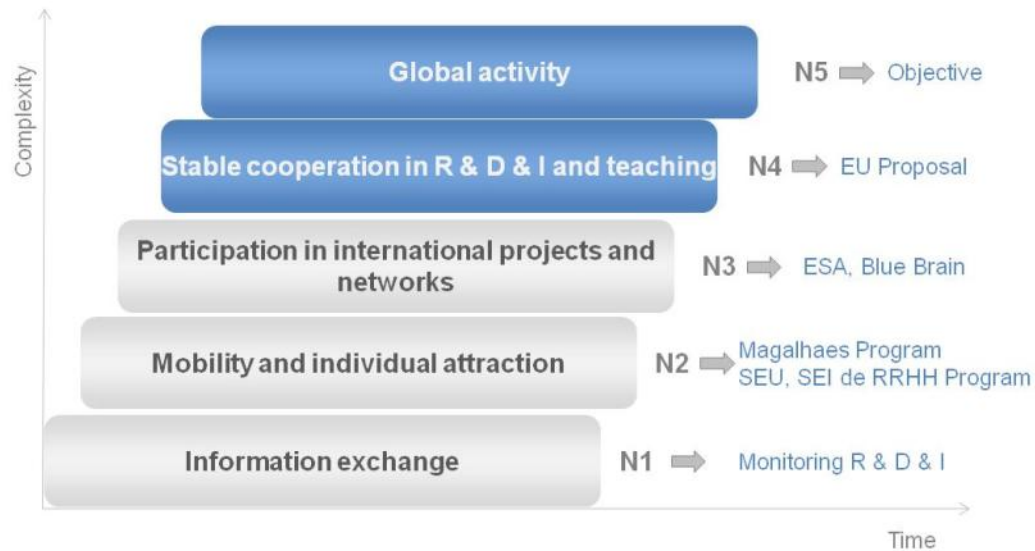 Complexity
Global activity
N5
Objective
Stable cooperation in R & D & I and teaching
N4
EU Proposal
Participation in international projects and
networks
N3
ESA, Blue Brain
Mobility and individual attraction
N2
Magalhaes Program
SEU, SEI de RRHH Program
Information exchange
N1
Monitoring R & D & I
Time